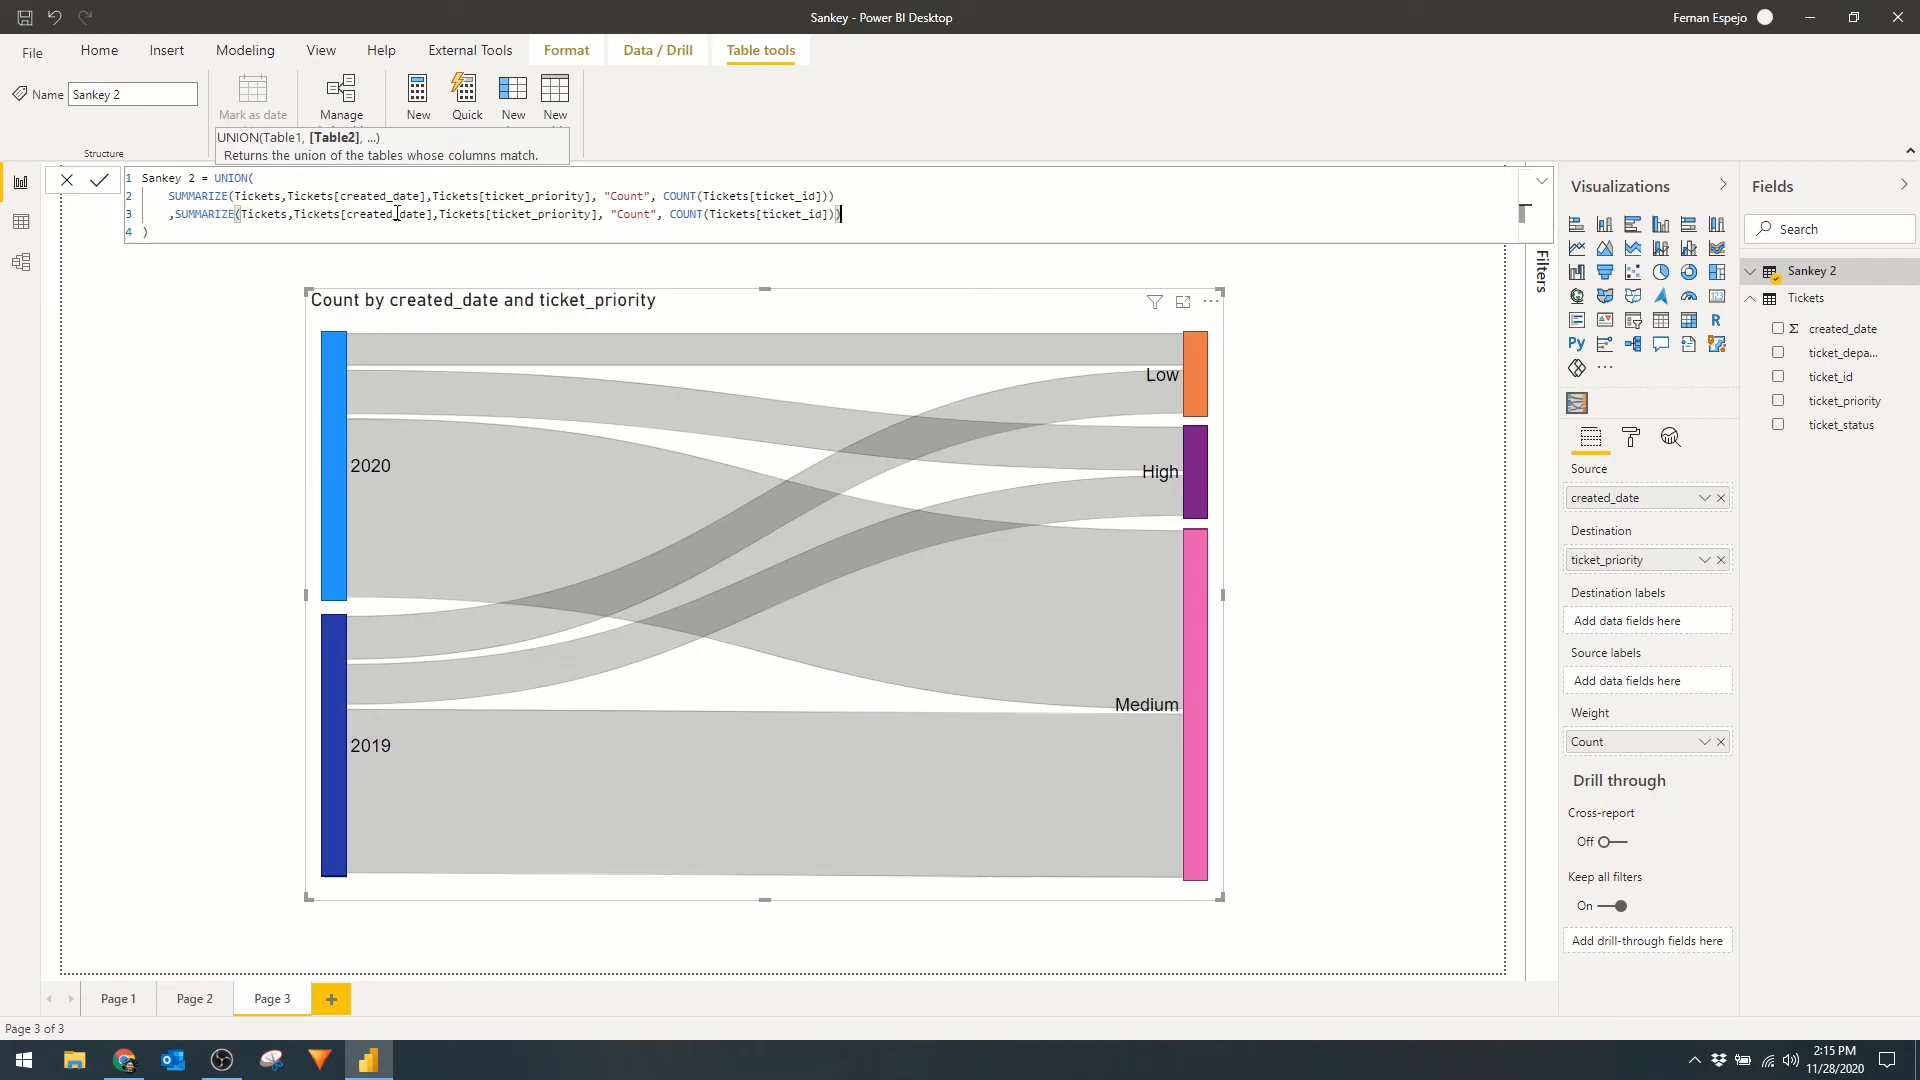 Sankey - Power BI Desktop
Fernan Espejo
File
Home
Insert
Modeling
View
Help
External Tools
Format
Data / Drill
Table tools
Name
Sankey 2
Mark as date
Manage
New
Quick
New
New
Structure
UNION(Table1, [Table2], ...)
Returns the union of the tables whose columns match.
1 Sankey 2 = UNION(
2 SUMMARIZE(Tickets,Tickets[created_date],Tickets[ticket_priority], "Count", COUNT(Tickets[ticket_id]))
3 ,SUMMARIZE(Tickets,Tickets[created_date],Tickets[ticket_priority], "Count", COUNT(Tickets[ticket_id]))
4 )
Count by created_date and ticket_priority
2020
2019
Low
High
Medium
Filters
Visualizations
R
Py
123
Source
created_date
Destination
ticket_priority
Destination labels
Add data fields here
Source labels
Add data fields here
Weight
Count
Drill through
Cross-report
Off
Keep all filters
On
Add drill-through fields here
Fields
Search
Sankey 2
Tickets
Σ created_date
ticket_depa...
ticket_id
ticket_priority
ticket_status
Page 1
Page 2
Page 3
+
Page 3 of 3
2:15 PM
11/28/2020